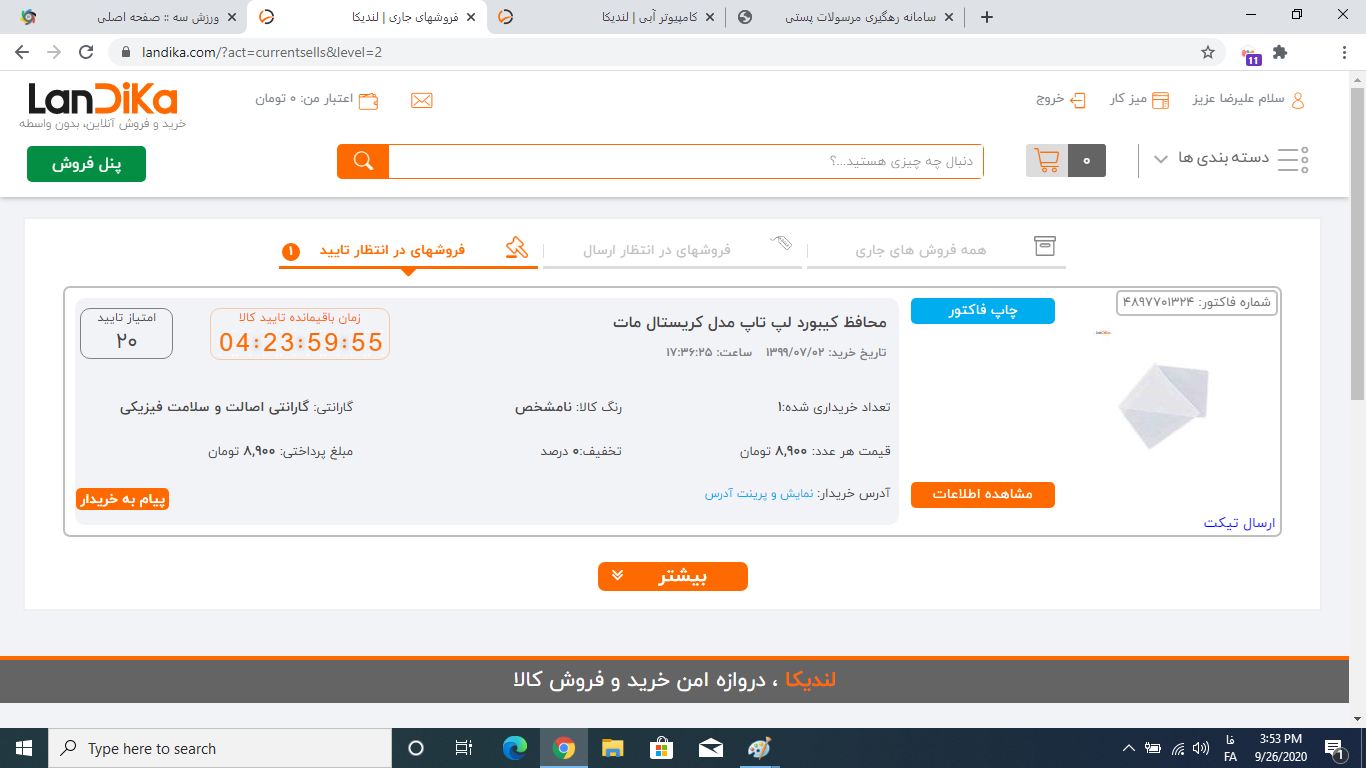 ورزش سه :: صفحه اصلی
فروشهای جاری | لندیکا
کامپیوتر آبی | لندیکا
سامانه رهگیری مرسولات پستی
landika.com/?act=currentsells&level=2
11
LanDiKa
خرید و فروش آنلاین، بدون واسطه
سلام علیرضا عزیز
میز کار
خروج
اعتبار من: ۰ تومان
دسته بندی ها
۰
دنبال چه چیزی هستید...؟
پنل فروش
همه فروش های جاری
فروشهای در انتظار ارسال
فروشهای در انتظار تایید
۱
شماره فاکتور: ۴۸۹۷۷۰۱۳۲۴
چاپ فاکتور
محافظ کیبورد لپ تاپ مدل کریستال مات
تاریخ خرید: ۱۳۹۹/۰۷/۰۲ ساعت: ۱۷:۳۶:۲۵
زمان باقیمانده تایید کالا
04:23:59:55
امتیاز تایید
۲۰
تعداد خریداری شده:۱
رنگ کالا: نامشخص
گارانتی: گارانتی اصالت و سلامت فیزیکی
قیمت هر عدد: ۸,۹۰۰ تومان
تخفیف:۰ درصد
مبلغ پرداختی: ۸,۹۰۰ تومان
مشاهده اطلاعات
آدرس خریدار: نمایش و پرینت آدرس
پیام به خریدار
ارسال تیکت
بیشتر
لندیکا ، دروازه امن خرید و فروش کالا
Type here to search
فا
FA
3:53 PM
9/26/2020
1